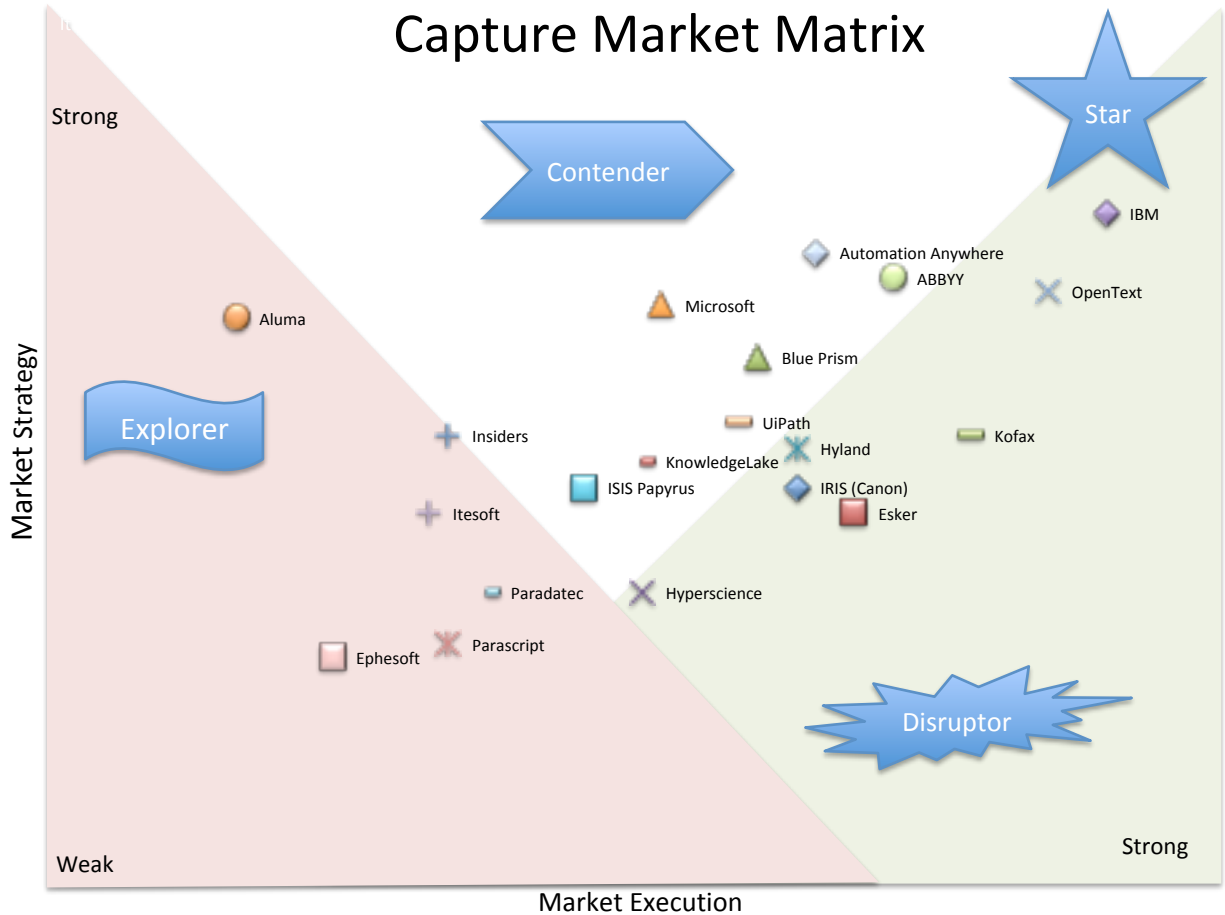 Capture Market Matrix
Strong
Star
Contender
IBM
Automation Anywhere
ABBYY
OpenText
Microsoft
Aluma
Blue Prism
Market Strategy
Explorer
UiPath
Insiders
Kofax
Hyland
KnowledgeLake
ISIS Papyrus
IRIS (Canon)
Itesoft
Esker
Paradatec
Hyperscience
Parascript
Ephesoft
Disruptor
Strong
Weak
Market Execution